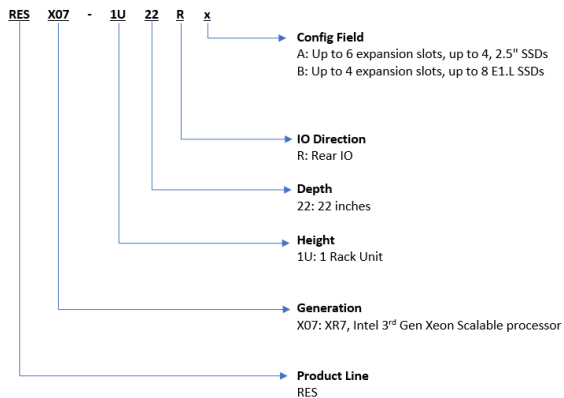 RES X07 - 1U 22 R x
Config Field
A: Up to 6 expansion slots, up to 4, 2.5" SSDs
B: Up to 4 expansion slots, up to 8 E1.L SSDs
IO Direction
R: Rear IO
Depth
22: 22 inches
Height
1U: 1 Rack Unit
Generation
X07: XR7, Intel 3rd Gen Xeon Scalable processor
Product Line
RES